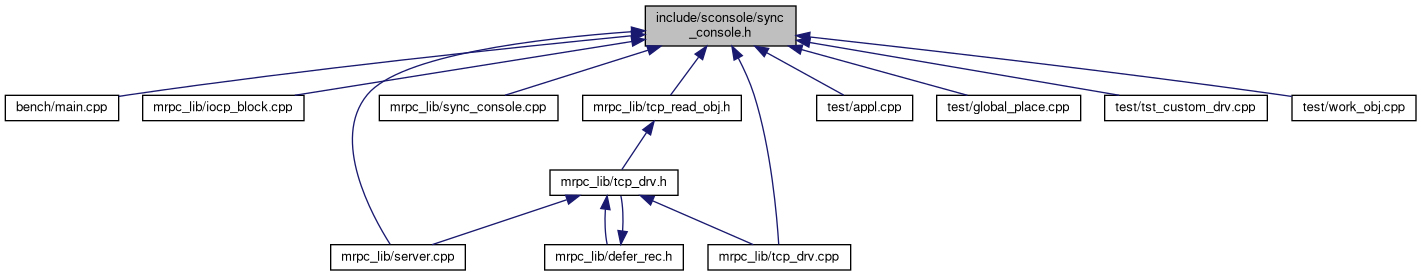 include/sconsole/sync
_console.h
bench/main.cpp
mrpc_lib/iocp_block.cpp
mrpc_lib/sync_console.cpp
mrpc_lib/tcp_read_obj.h
test/appl.cpp
test/global_place.cpp
test/tst_custom_drv.cpp
test/work_obj.cpp
mrpc_lib/tcp_drv.h
mrpc_lib/server.cpp
mrpc_lib/defer_rec.h
mrpc_lib/tcp_drv.cpp